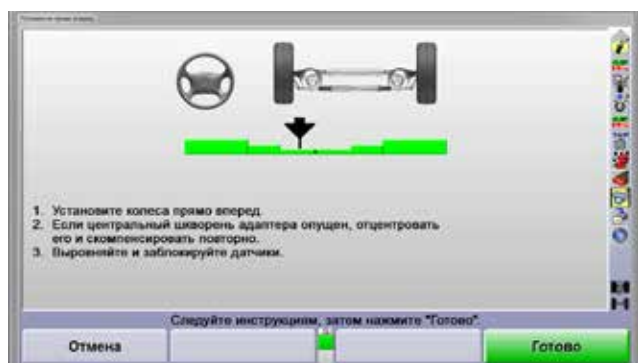 1. Установите колеса прямо вперед.
2. Если центральный шкворень адаптера опущен, отцентровать
его и скомпенсировать повторно.
3. Выровняйте и заблокируйте датчики.
Следуйте инструкциям, затем нажмите "Готово".
Отмена
Готово